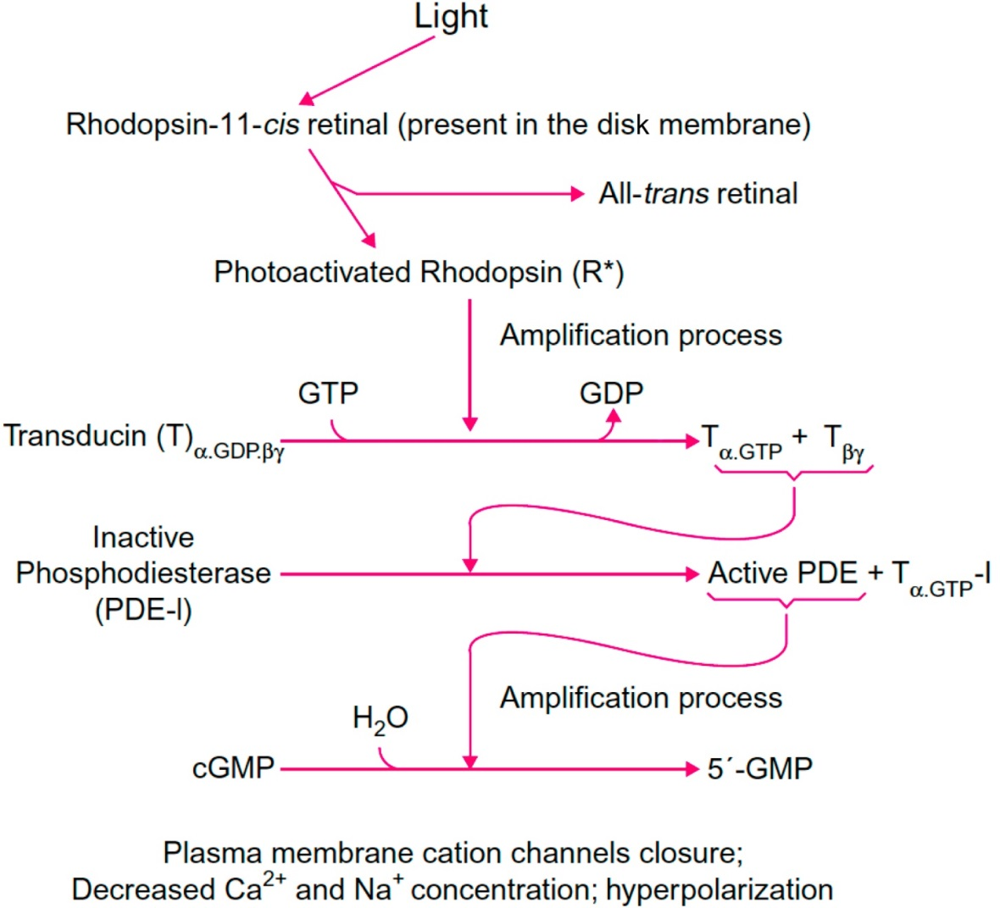 Light
Rhodopsin-11-cis retinal (present in the disk membrane)
All-trans retinal
Photoactivated Rhodopsin (R*)
Amplification process
GTP
GDP
Transducin (T)α.GDP.βγ
Tα.GTP + Tβγ
Inactive
Phosphodiesterase
(PDE-I)
Active PDE + Tα.GTP-I
Amplification process
H₂O
cGMP
5´-GMP
Plasma membrane cation channels closure;
Decreased Ca²⁺ and Na⁺ concentration; hyperpolarization